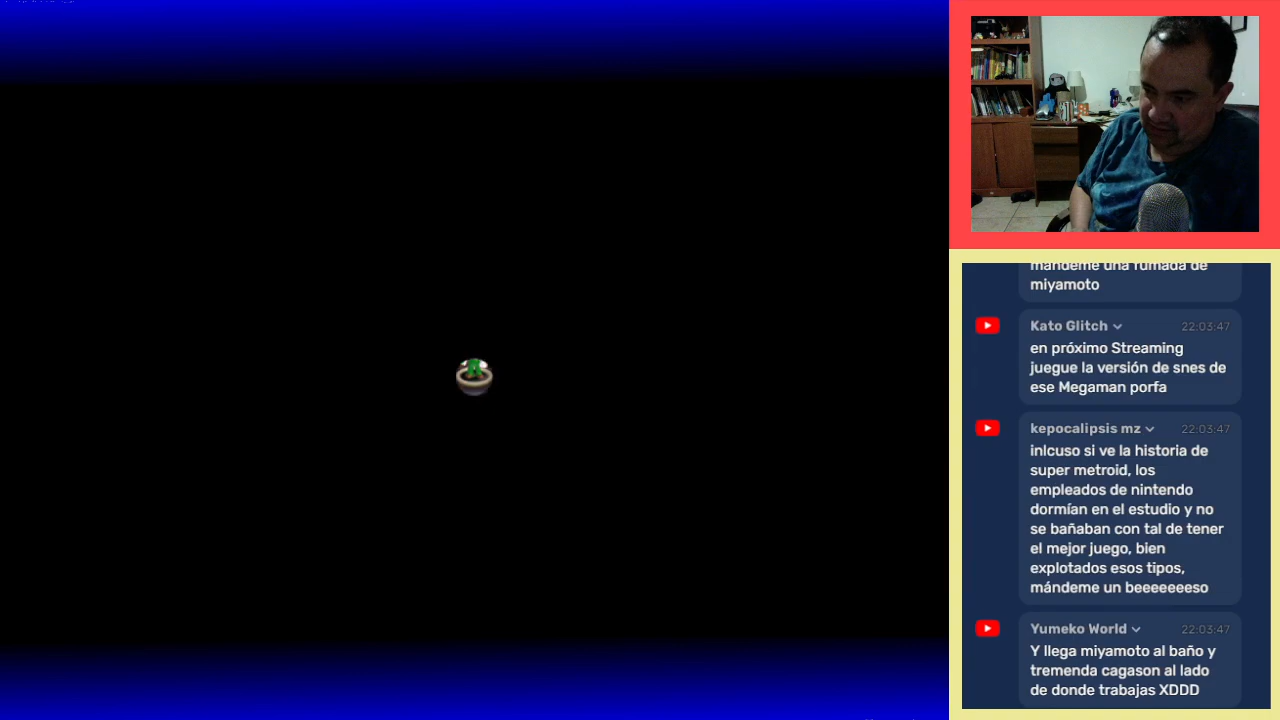 mándeme una fumada de
miyamoto
Kato Glitch 22:03:47
en próximo Streaming
juegue la versión de snes de
ese Megaman porfa
kepocalipsis mz 22:03:47
inlcuso si ve la historia de
super metroid, los
empleados de nintendo
dormían en el estudio y no
se bañaban con tal de tener
el mejor juego, bien
explotados esos tipos,
mándeme un beeeeeeeso
Yumeko World 22:03:47
Y llega miyamoto al baño y
tremenda cagason al lado
de donde trabajas XDDD